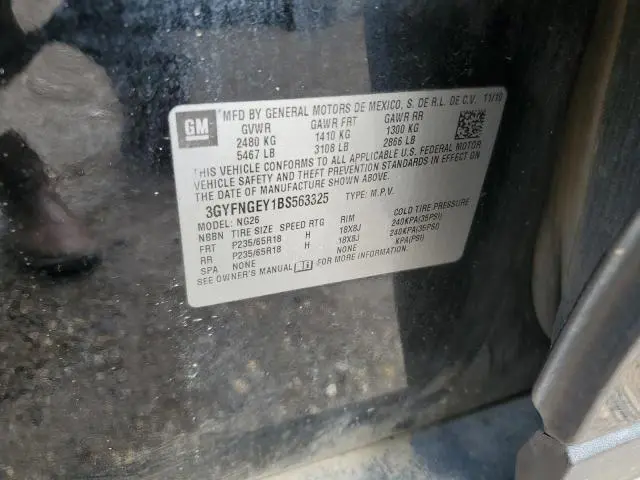 GM
MFD BY GENERAL MOTORS DE MEXICO, S. DE R.L. DE C.V. 11/10
GVWR GAWR FRT GAWR RR
2480 KG 1410 KG 1300 KG
5467 LB 3108 LB 2866 LB
THIS VEHICLE CONFORMS TO ALL APPLICABLE U.S. FEDERAL MOTOR
VEHICLE SAFETY AND THEFT PREVENTION STANDARDS IN EFFECT ON
THE DATE OF MANUFACTURE SHOWN ABOVE.
3GYFNGEY1BS563325 TYPE: M.P.V.
MODEL: NG26
NBBN TIRE SIZE SPEED RTG RIM COLD TIRE PRESSURE
FRT P235/65R18 H 18X8J 240KPA(35PSI)
RR P235/65R18 H 18X8J 240KPA(35PSI)
SPA NONE NONE KPA(PSI)
SEE OWNER'S MANUAL FOR MORE INFORMATION.